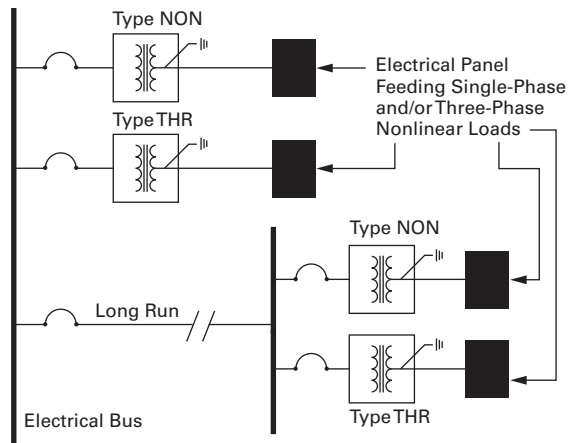 Type NON
Electrical Panel
Feeding Single-Phase
and/or Three-Phase
Nonlinear Loads
Type THR
Type NON
Long Run
Electrical Bus
Type THR